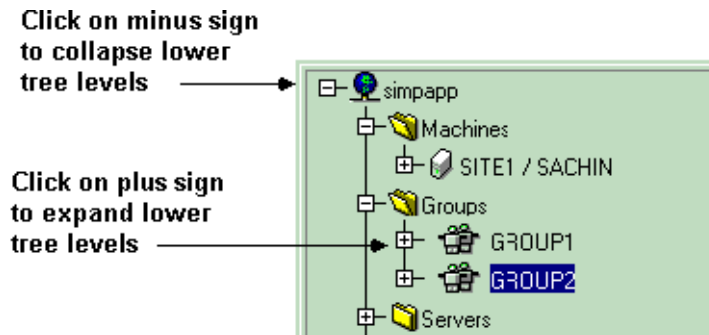 Click on minus sign
to collapse lower
tree levels
simpapp
Machines
SITE1 / SACHIN
Click on plus sign
to expand lower
tree levels
Groups
GROUP1
GROUP2
Servers